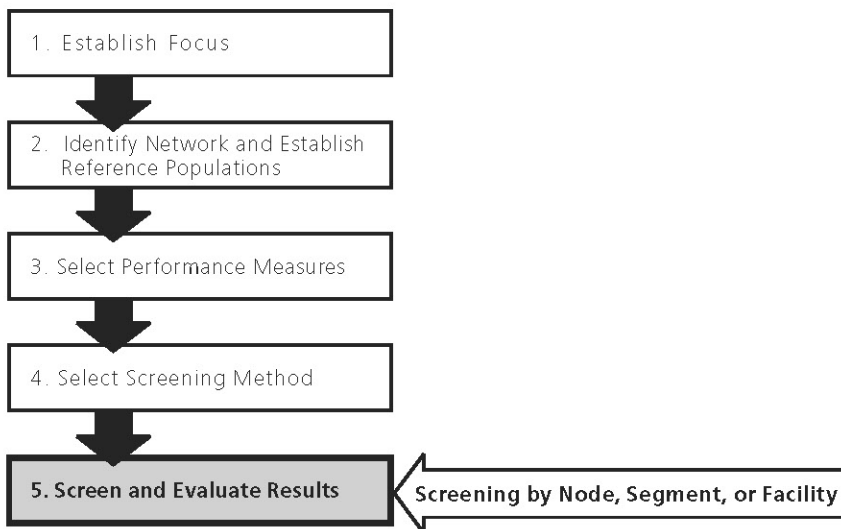 1. Establish Focus
2. Identify Network and Establish
Reference Populations
3. Select Performance Measures
4. Select Screening Method
5. Screen and Evaluate Results
Screening by Node, Segment, or Facility